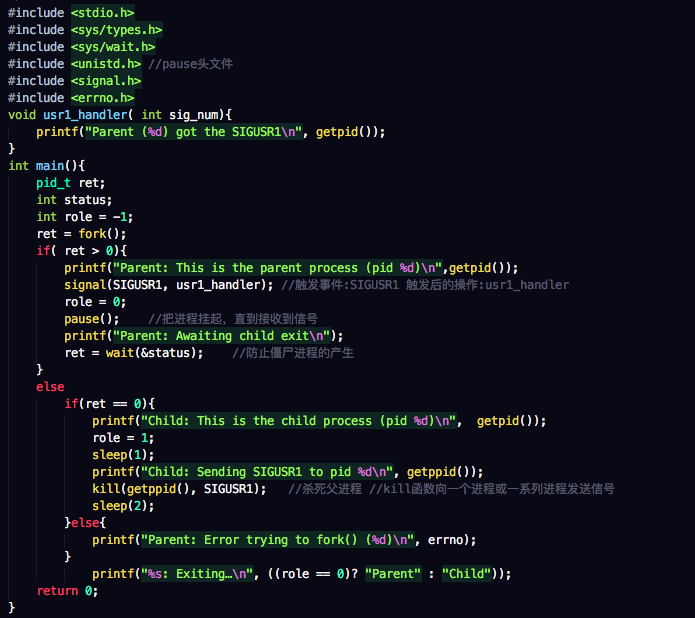 #include <stdio.h>
#include <sys/types.h>
#include <sys/wait.h>
#include <unistd.h> //pause头文件
#include <signal.h>
#include <errno.h>
void usr1_handler( int sig_num){
    printf("Parent (%d) got the SIGUSR1\n", getpid());
}
int main(){
    pid_t ret;
    int status;
    int role = -1;
    ret = fork();
    if( ret > 0){
        printf("Parent: This is the parent process (pid %d)\n",getpid());
        signal(SIGUSR1, usr1_handler); //触发事件:SIGUSR1 触发后的操作:usr1_handler
        role = 0;
        pause();    //把进程挂起，直到接收到信号
        printf("Parent: Awaiting child exit\n");
        ret = wait(&status);    //防止僵尸进程的产生
    }
    else
        if(ret == 0){
            printf("Child: This is the child process (pid %d)\n",  getpid());
            role = 1;
            sleep(1);
            printf("Child: Sending SIGUSR1 to pid %d\n", getppid());
            kill(getppid(), SIGUSR1);   //杀死父进程 //kill函数向一个进程或一系列进程发送信号
            sleep(2);
        }else{
            printf("Parent: Error trying to fork() (%d)\n", errno);
        }
            printf("%s: Exiting…\n", ((role == 0)? "Parent" : "Child"));
    return 0;
}